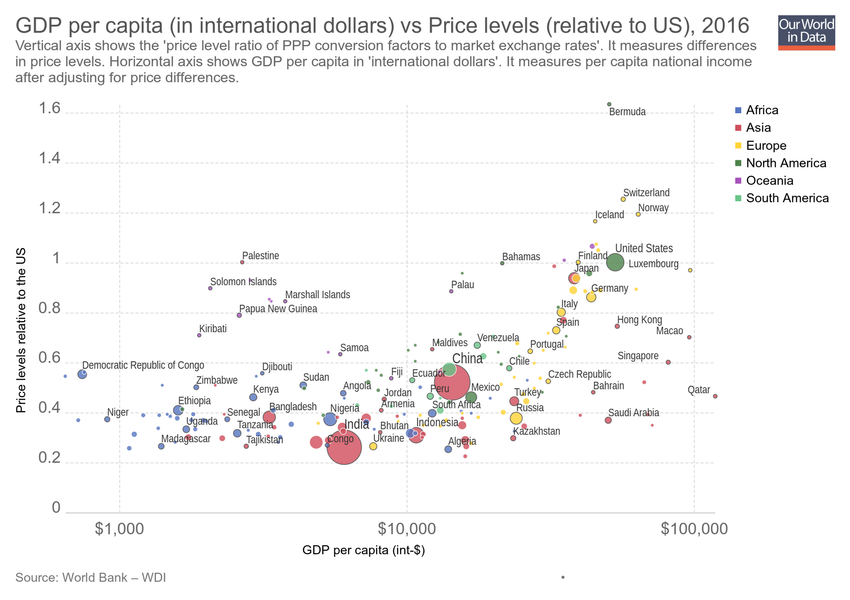 GDP per capita (in international dollars) vs Price levels (relative to US), 2016
Our World
in Data
Vertical axis shows the 'price level ratio of PPP conversion factors to market exchange rates'. It measures differences
in price levels. Horizontal axis shows GDP per capita in 'international dollars'. It measures per capita national income
after adjusting for price differences.
1.6
1.4
1.2
1
0.8
0.6
0.4
0.2
0
Price levels relative to the US
Bermuda
Switzerland
Norway
Iceland
United States
Luxembourg
Finland
Japan
Bahamas
Palestine
Solomon Islands
Marshall Islands
Papua New Guinea
Kiribati
Palau
Germany
Italy
Spain
Hong Kong
Macao
Portugal
Singapore
Venezuela
Maldives
Samoa
China
Chile
Czech Republic
Democratic Republic of Congo
Djibouti
Fiji
Ecuador
Zimbabwe
Sudan
Kenya
Angola
Jordan
Peru
Mexico
Turkey
Bahrain
Qatar
Ethiopia
Bangladesh
Nigeria
Armenia
South Africa
Russia
Saudi Arabia
Niger
Senegal
Uganda
Tanzania
India
Bhutan
Indonesia
Kazakhstan
Madagascar
Tajikistan
Congo
Ukraine
Algeria
$1,000
$10,000
$100,000
GDP per capita (int-$)
Africa
Asia
Europe
North America
Oceania
South America
Source: World Bank – WDI